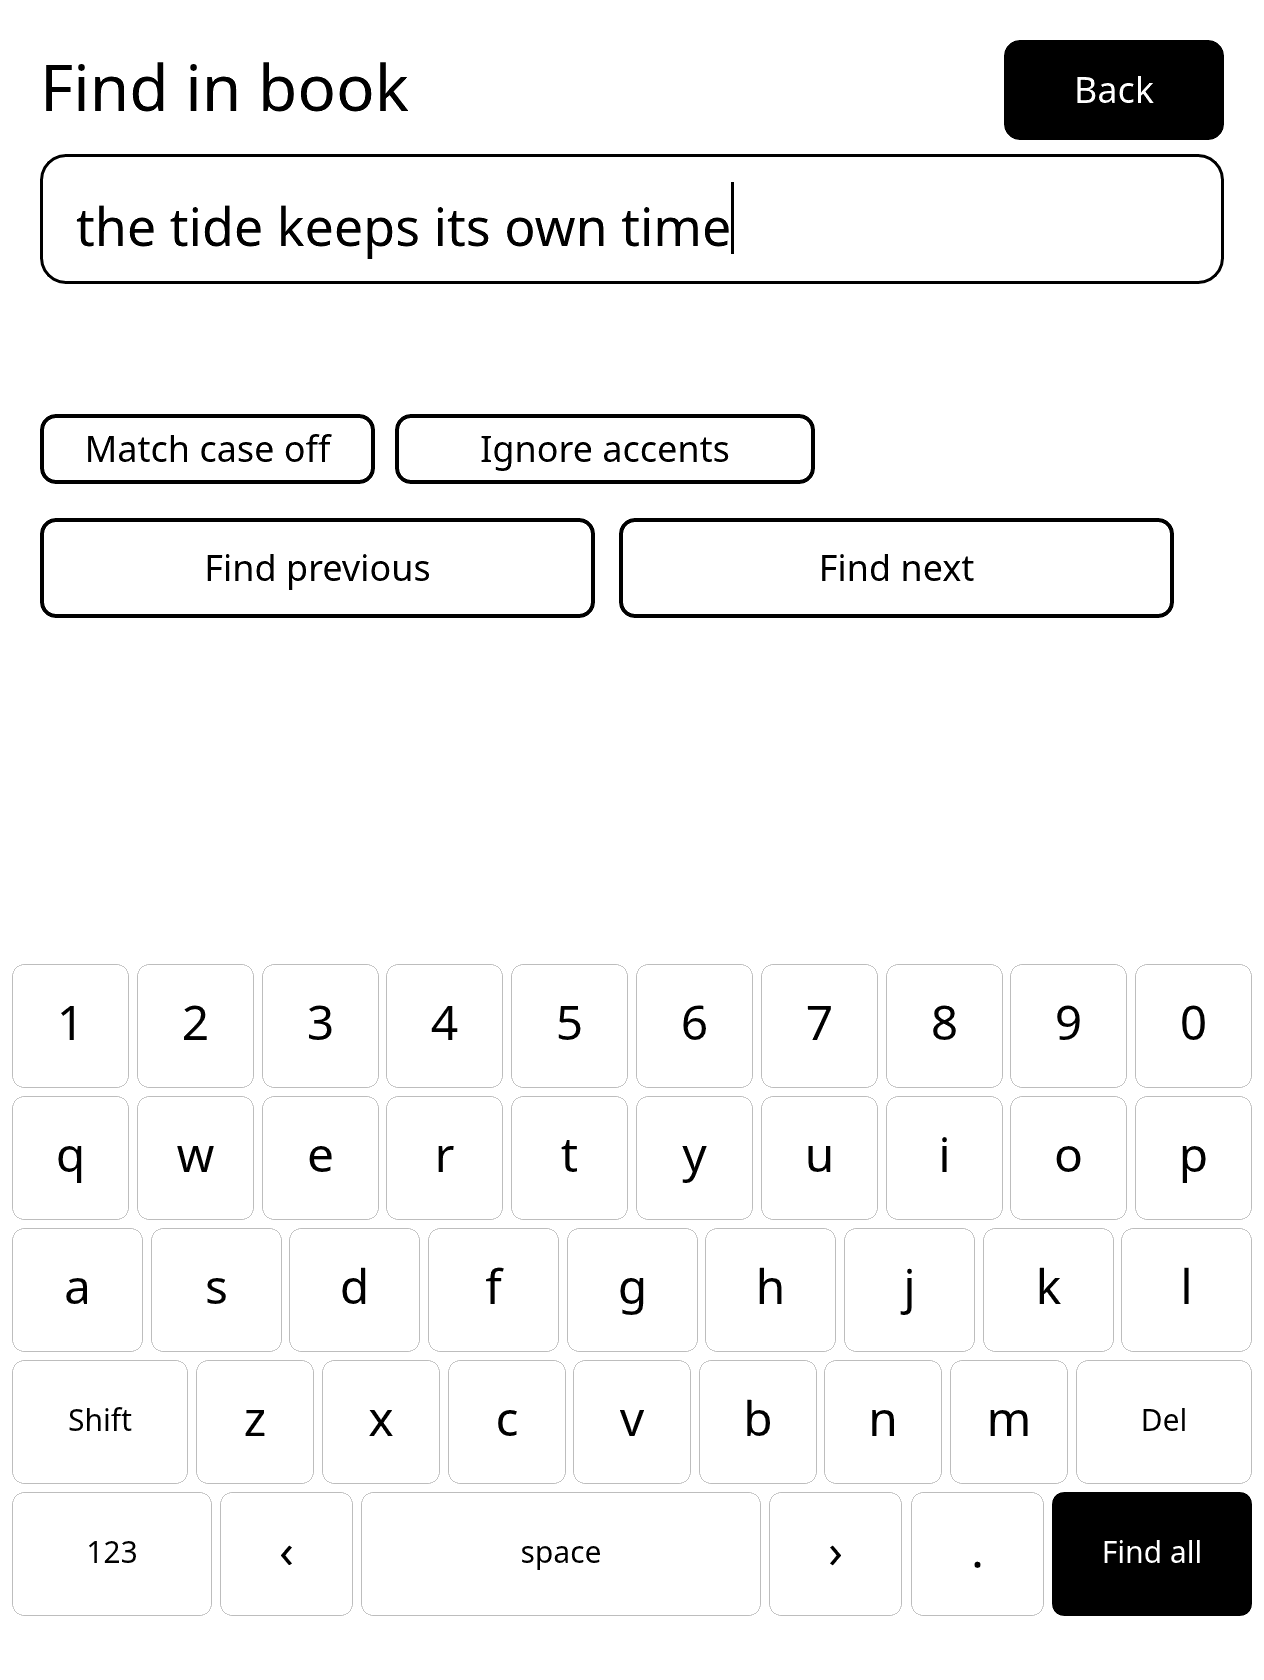 Find in book
Back
the tide keeps its own time
Match case off
Ignore accents
Find previous
Find next
1 2 3 4 5 6 7 8 9 0
q w e r t y u i o p
a s d f g h j k l
Shift z x c v b n m Del
123 ‹ space › . Find all